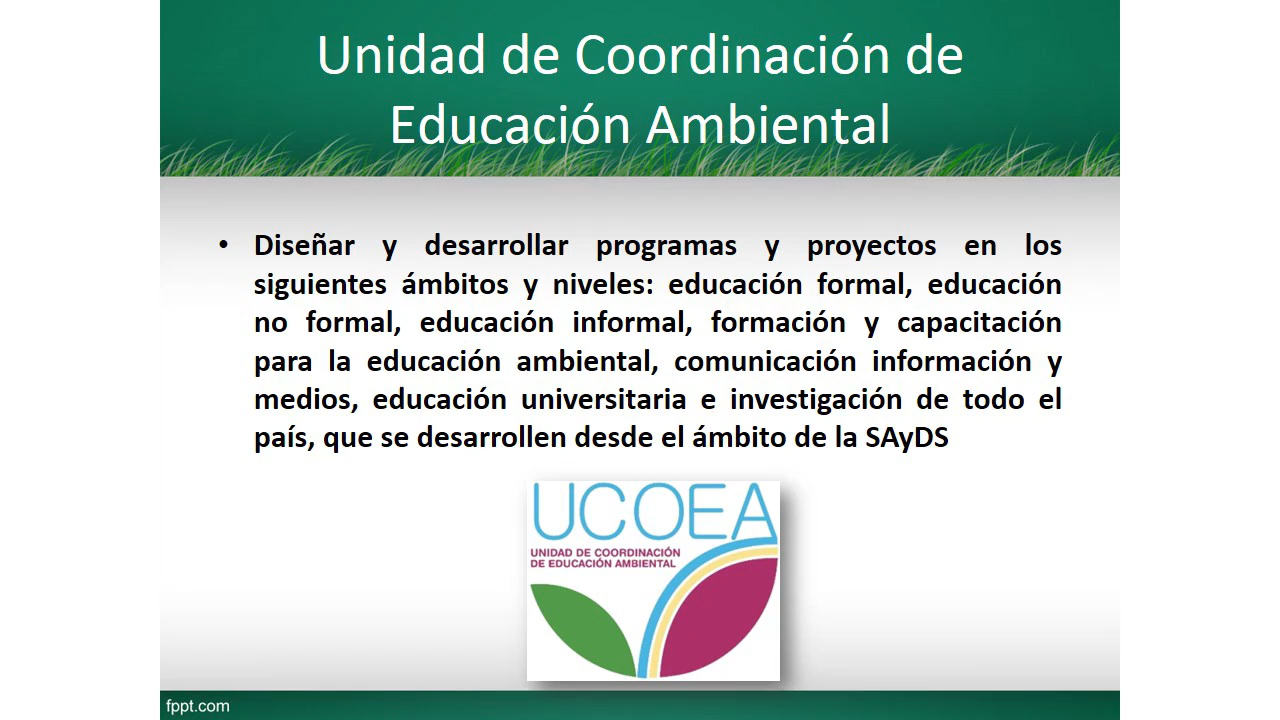 Unidad de Coordinación de
Educación Ambiental
• Diseñar y desarrollar programas y proyectos en los
siguientes ámbitos y niveles: educación formal, educación
no formal, educación informal, formación y capacitación
para la educación ambiental, comunicación información y
medios, educación universitaria e investigación de todo el
país, que se desarrollen desde el ámbito de la SAyDS
UCOEA
UNIDAD DE COORDINACIÓN
DE EDUCACIÓN AMBIENTAL
fppt.com